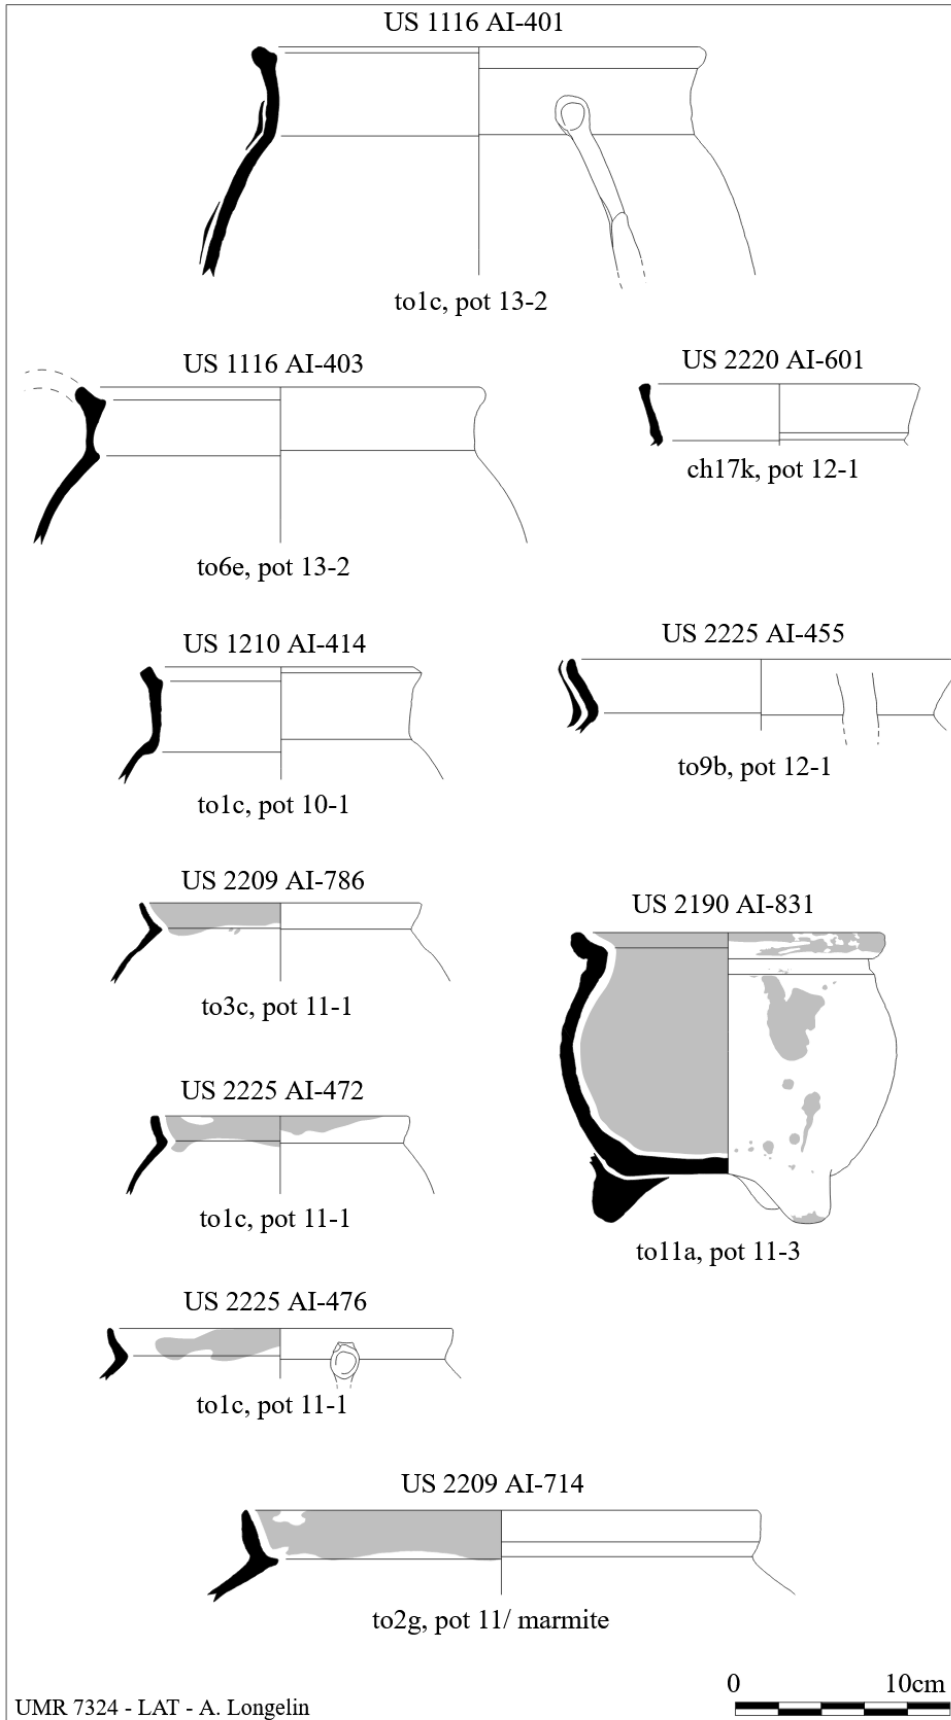 US 1116 AI-401
to1c, pot 13-2
US 1116 AI-403
to6e, pot 13-2
US 2220 AI-601
ch17k, pot 12-1
US 1210 AI-414
to1c, pot 10-1
US 2225 AI-455
to9b, pot 12-1
US 2209 AI-786
to3c, pot 11-1
US 2190 AI-831
to11a, pot 11-3
US 2225 AI-472
to1c, pot 11-1
US 2225 AI-476
to1c, pot 11-1
US 2209 AI-714
to2g, pot 11/ marmite
0 10cm
UMR 7324 - LAT - A. Longelin